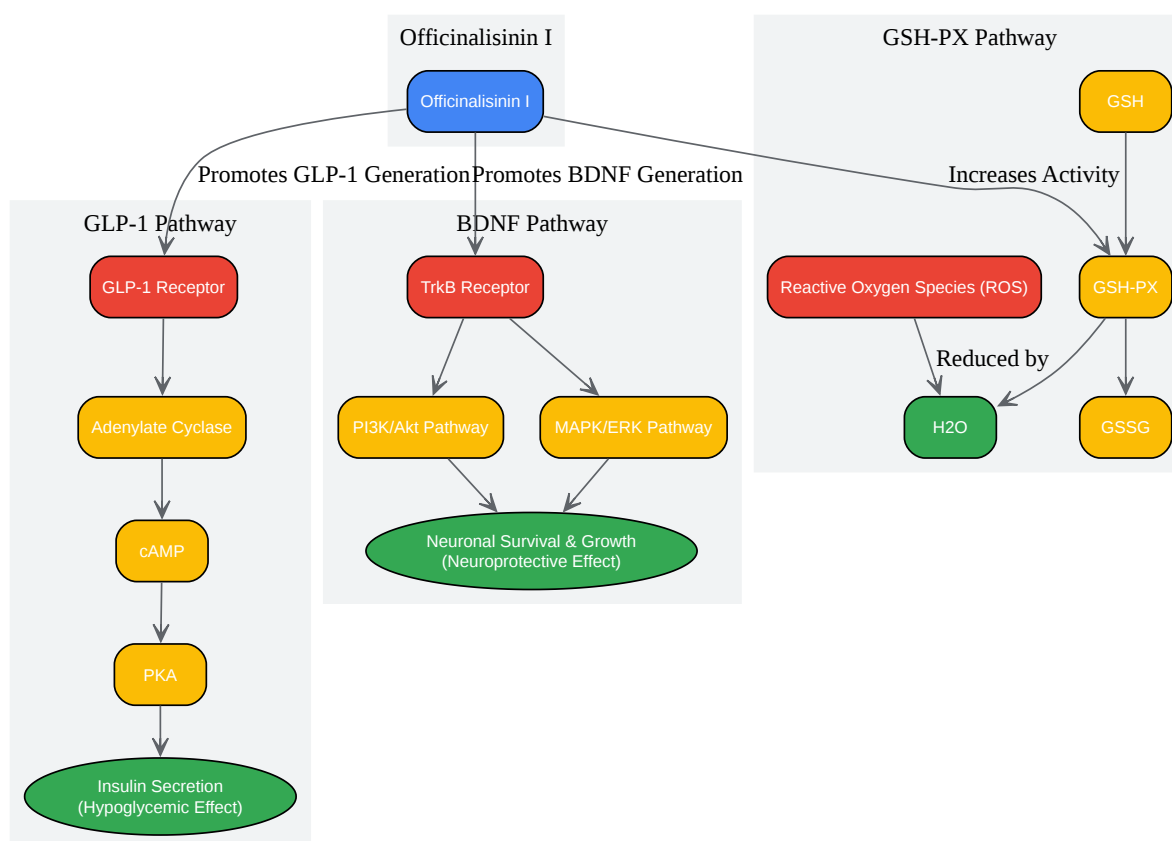 Officinalisinin I
GSH-PX Pathway
Officinalisinin I
GSH
Promotes GLP-1 Generation
Promotes BDNF Generation
Increases Activity
GLP-1 Pathway
BDNF Pathway
GLP-1 Receptor
TrkB Receptor
Reactive Oxygen Species (ROS)
GSH-PX
Reduced by
Adenylate Cyclase
PI3K/Akt Pathway
MAPK/ERK Pathway
H2O
GSSG
cAMP
Neuronal Survival & Growth
(Neuroprotective Effect)
PKA
Insulin Secretion
(Hypoglycemic Effect)